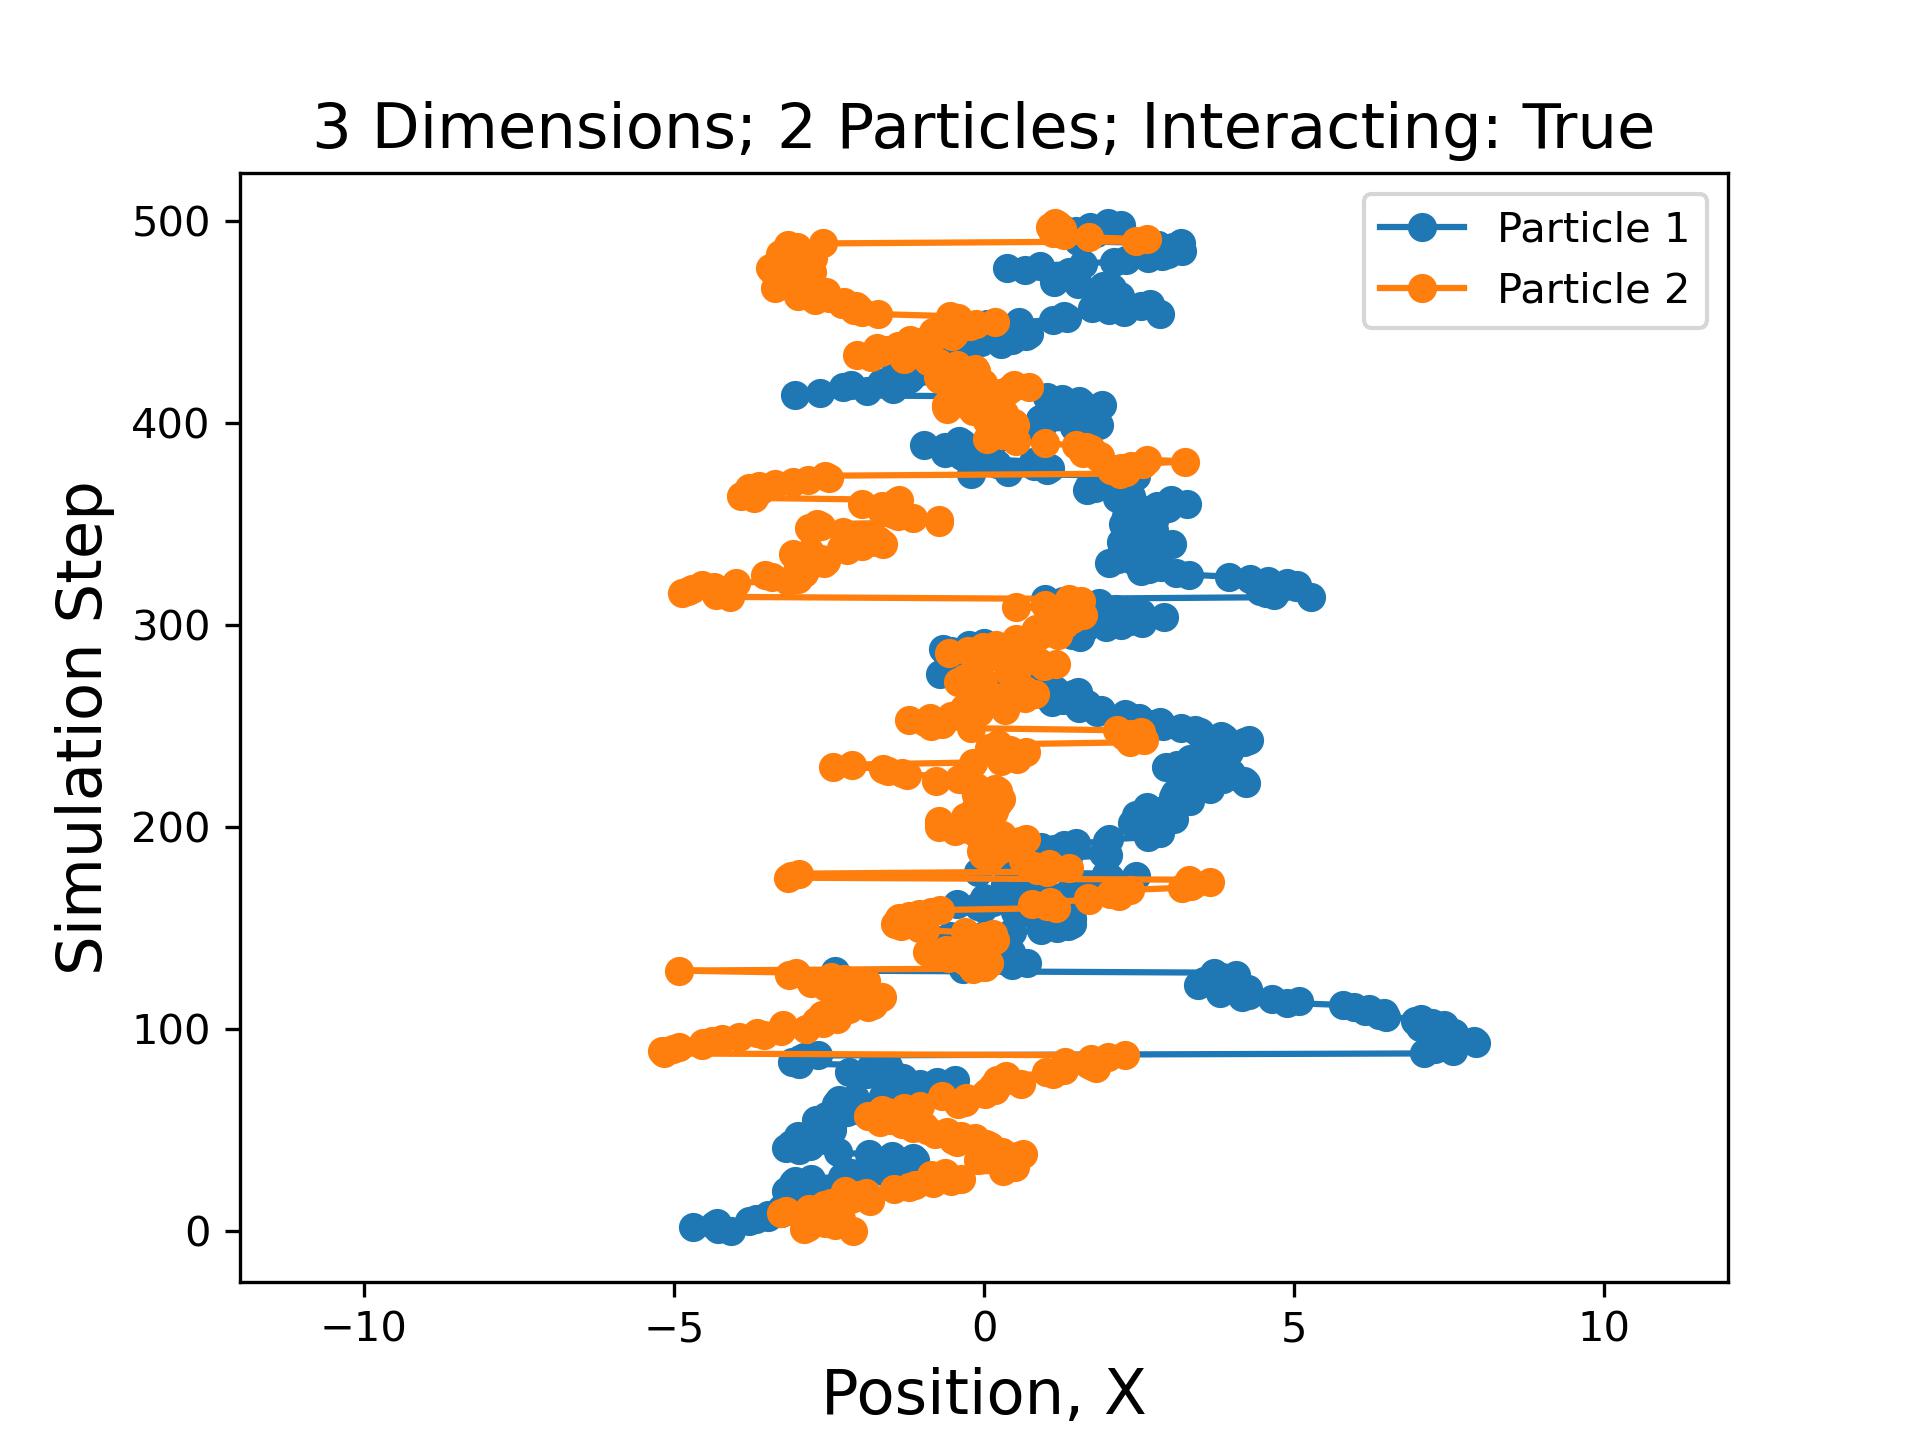 3 Dimensions; 2 Particles; Interacting: True
Particle 1
Particle 2
500
400
300
200
100
0
Simulation Step
−10
−5
0
5
10
Position, X